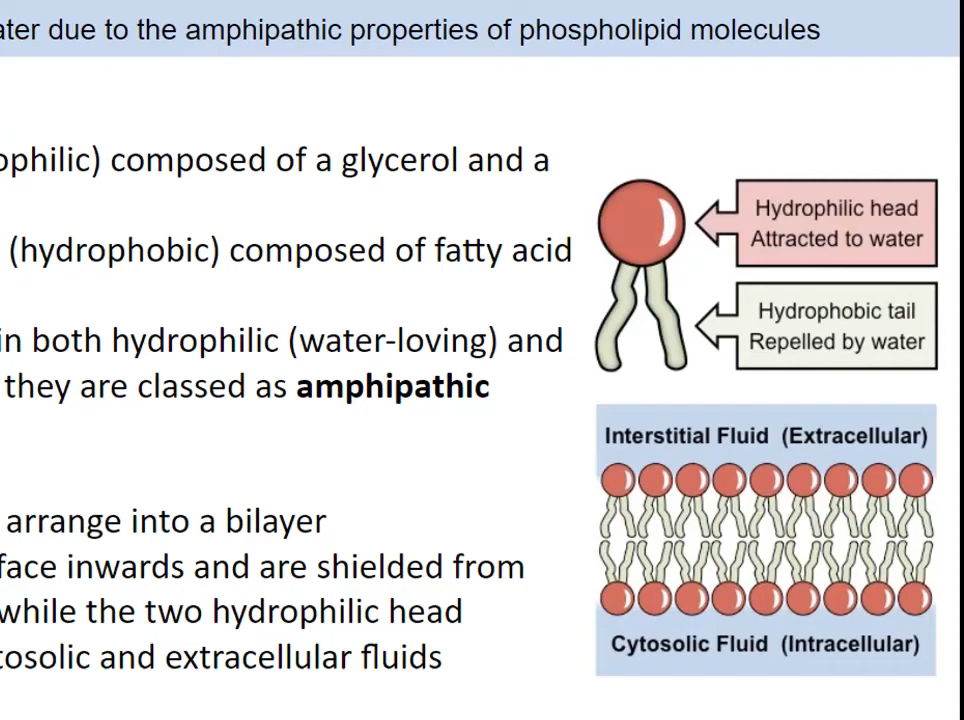 ater due to the amphipathic properties of phospholipid molecules
ophilic) composed of a glycerol and a
(hydrophobic) composed of fatty acid
in both hydrophilic (water-loving) and
they are classed as amphipathic
arrange into a bilayer
face inwards and are shielded from
while the two hydrophilic head
tosolic and extracellular fluids
Hydrophilic head
Attracted to water
Hydrophobic tail
Repelled by water
Interstitial Fluid (Extracellular)
Cytosolic Fluid (Intracellular)